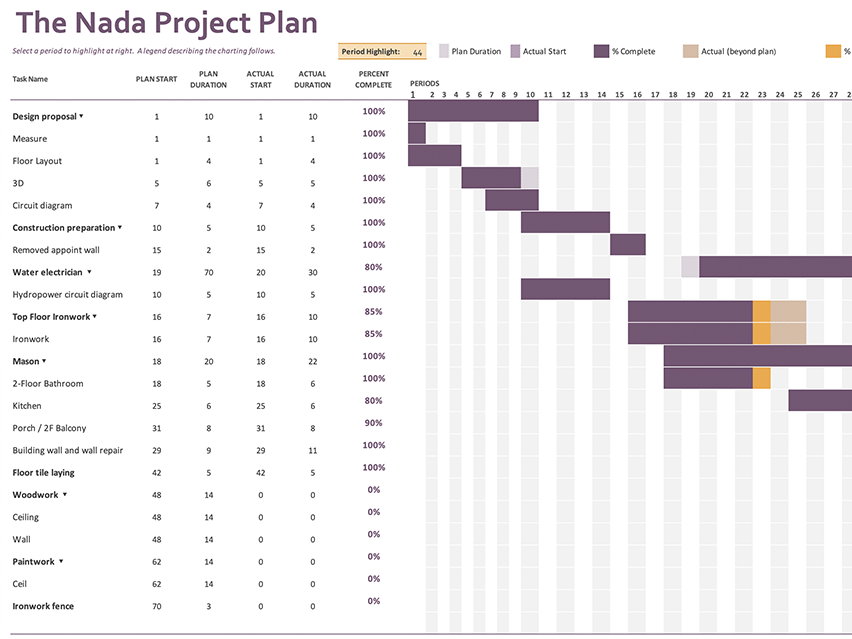 The Nada Project Plan
Select a period to highlight at right. A legend describing the charting follows.
Period Highlight: 44 Plan Duration Actual Start % Complete Actual (beyond plan) %
Task Name PLAN START PLAN DURATION ACTUAL START ACTUAL DURATION PERCENT COMPLETE PERIODS
1 2 3 4 5 6 7 8 9 10 11 12 13 14 15 16 17 18 19 20 21 22 23 24 25 26 27 2
Design proposal ▼ 1 10 1 10 100%
Measure 1 1 1 1 100%
Floor Layout 1 4 1 4 100%
3D 5 6 5 5 100%
Circuit diagram 7 4 7 4 100%
Construction preparation ▼ 10 5 10 5 100%
Removed appoint wall 15 2 15 2 100%
Water electrician ▼ 19 70 20 30 80%
Hydropower circuit diagram 10 5 10 5 100%
Top Floor Ironwork ▼ 16 7 16 10 85%
Ironwork 16 7 16 10 85%
Mason ▼ 18 20 18 22 100%
2-Floor Bathroom 18 5 18 6 100%
Kitchen 25 6 25 6 80%
Porch / 2F Balcony 31 8 31 8 90%
Building wall and wall repair 29 9 29 11 100%
Floor tile laying 42 5 42 5 100%
Woodwork ▼ 48 14 0 0 0%
Ceiling 48 14 0 0 0%
Wall 48 14 0 0 0%
Paintwork ▼ 62 14 0 0 0%
Ceil 62 14 0 0 0%
Ironwork fence 70 3 0 0 0%